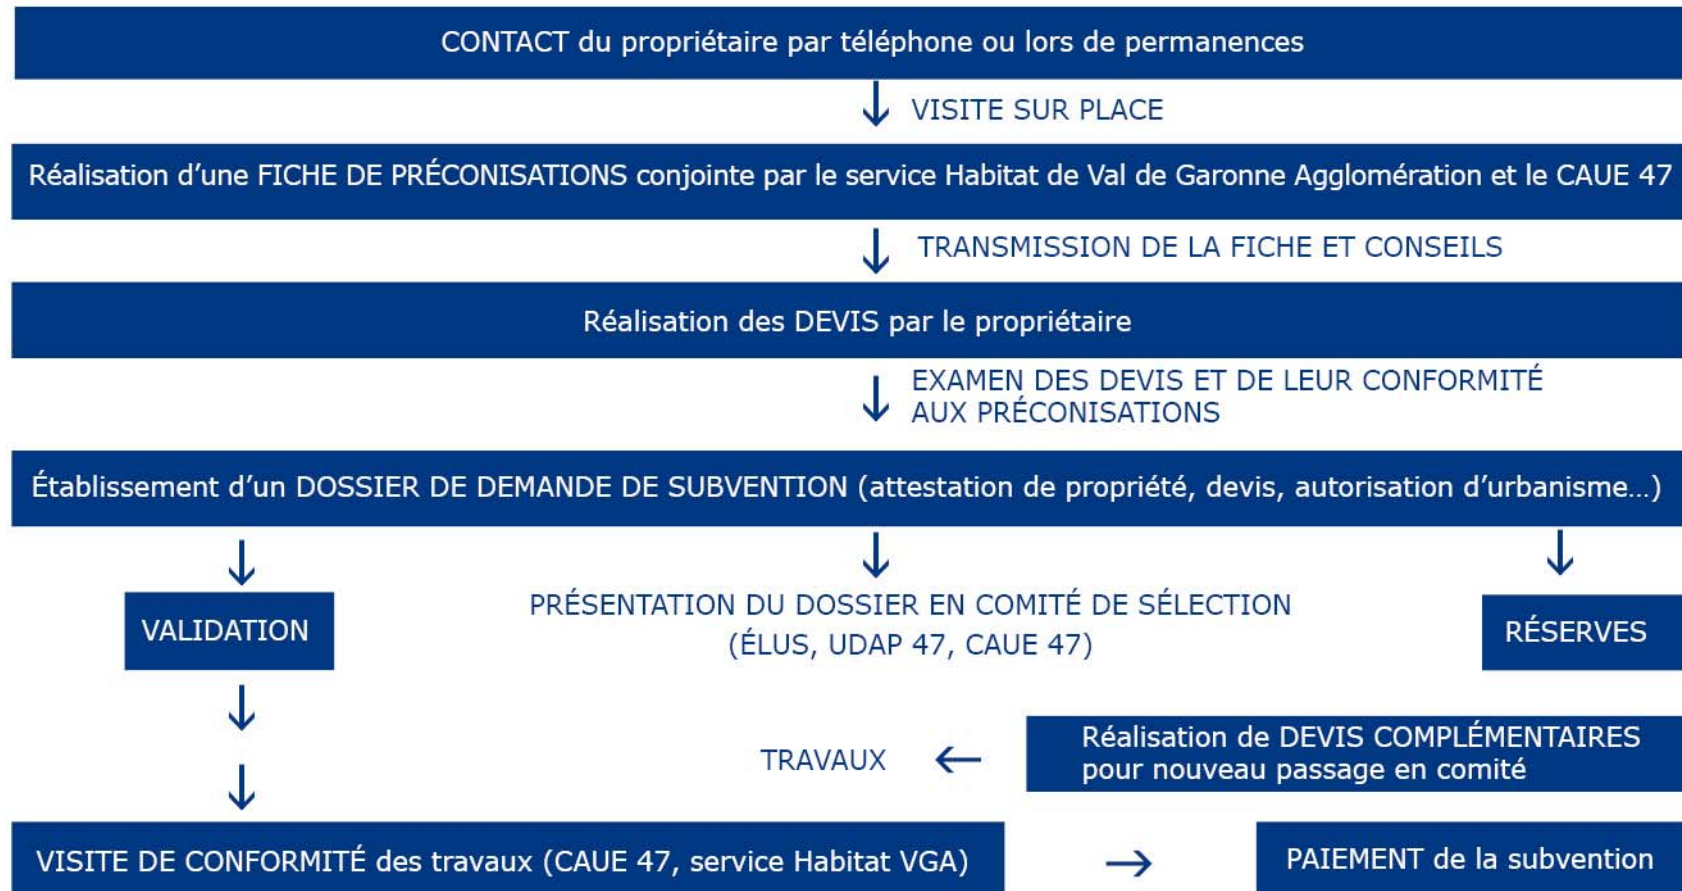 CONTACT du propriétaire par téléphone ou lors de permanences
VISITE SUR PLACE
Réalisation d’une FICHE DE PRÉCONISATIONS conjointe par le service Habitat de Val de Garonne Agglomération et le CAUE 47
TRANSMISSION DE LA FICHE ET CONSEILS
Réalisation des DEVIS par le propriétaire
EXAMEN DES DEVIS ET DE LEUR CONFORMITÉ
AUX PRÉCONISATIONS
Établissement d’un DOSSIER DE DEMANDE DE SUBVENTION (attestation de propriété, devis, autorisation d’urbanisme…)
VALIDATION
PRÉSENTATION DU DOSSIER EN COMITÉ DE SÉLECTION
(ÉLUS, UDAP 47, CAUE 47)
RÉSERVES
TRAVAUX
Réalisation de DEVIS COMPLÉMENTAIRES
pour nouveau passage en comité
VISITE DE CONFORMITÉ des travaux (CAUE 47, service Habitat VGA)
PAIEMENT de la subvention